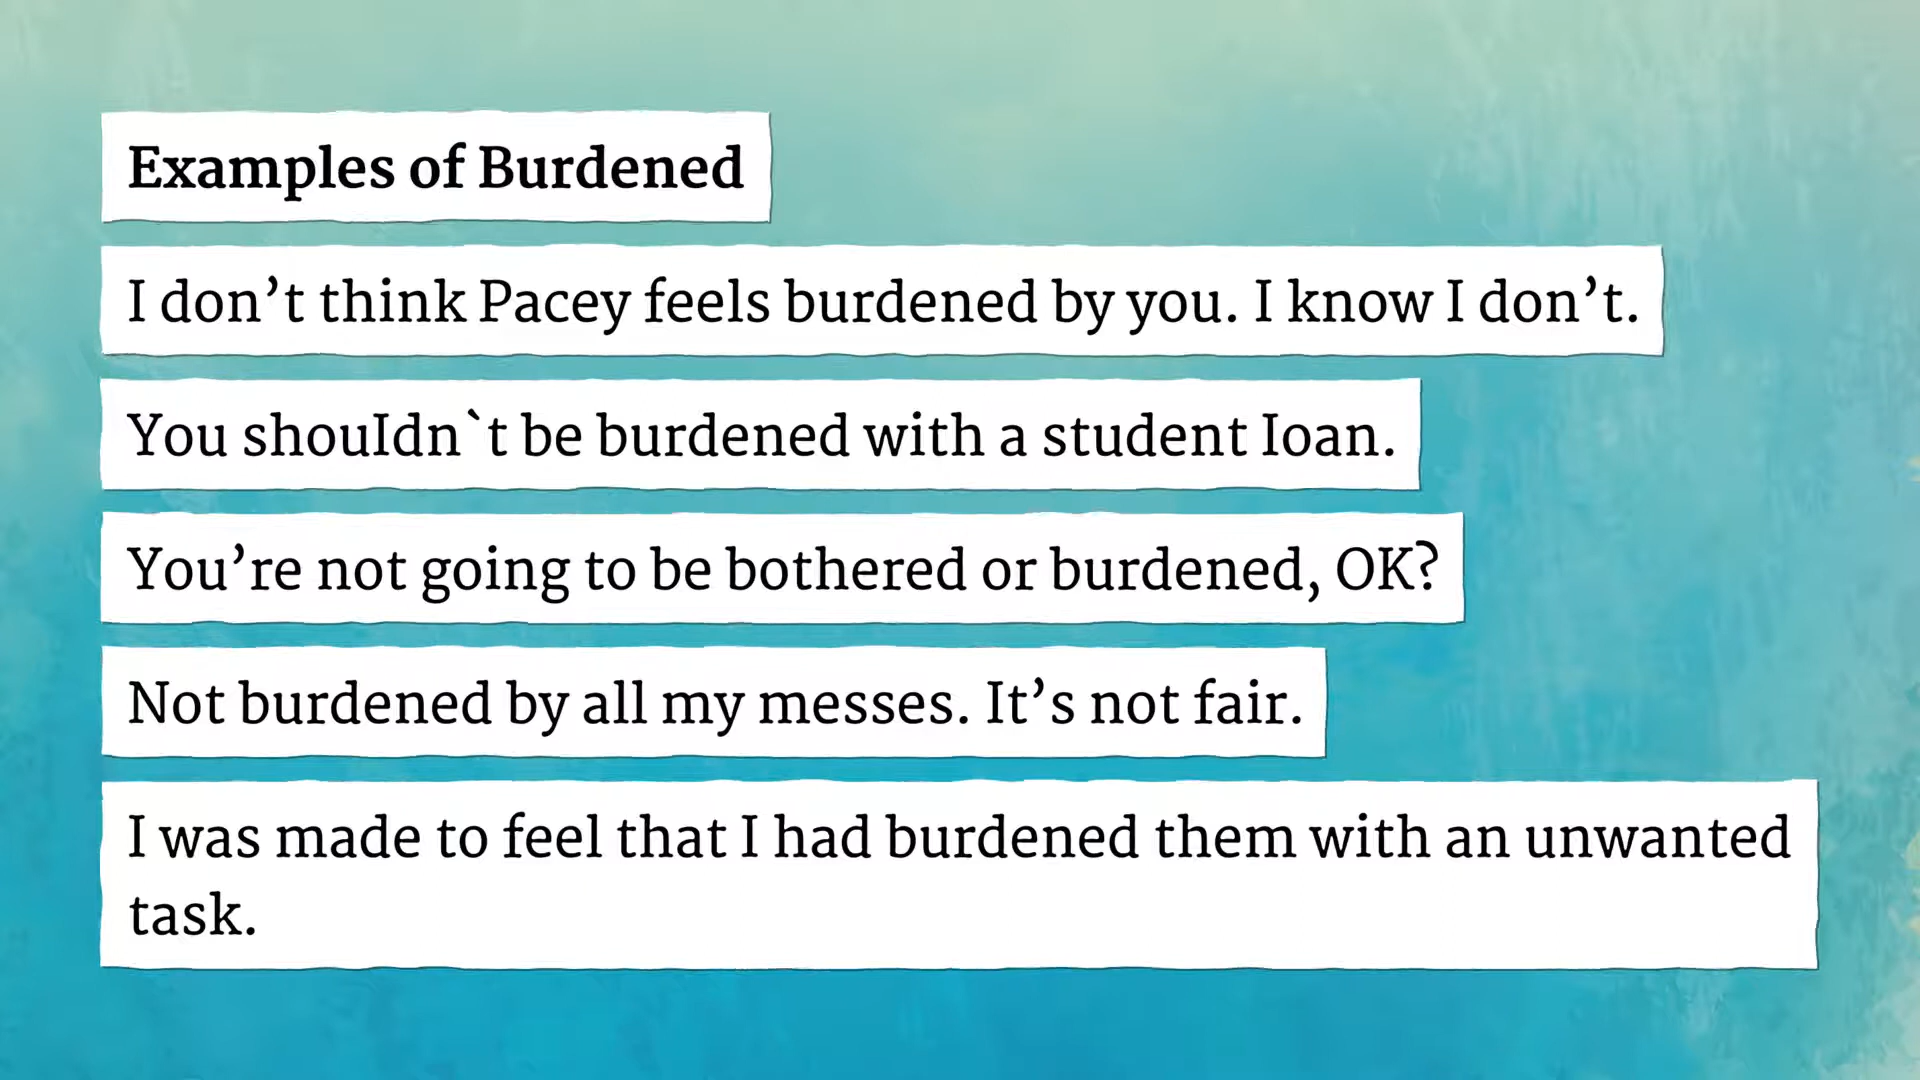 Examples of Burdened
I don’t think Pacey feels burdened by you. I know I don’t.
You shouIdn`t be burdened with a student Ioan.
You’re not going to be bothered or burdened, OK?
Not burdened by all my messes. It’s not fair.
I was made to feel that I had burdened them with an unwanted
task.